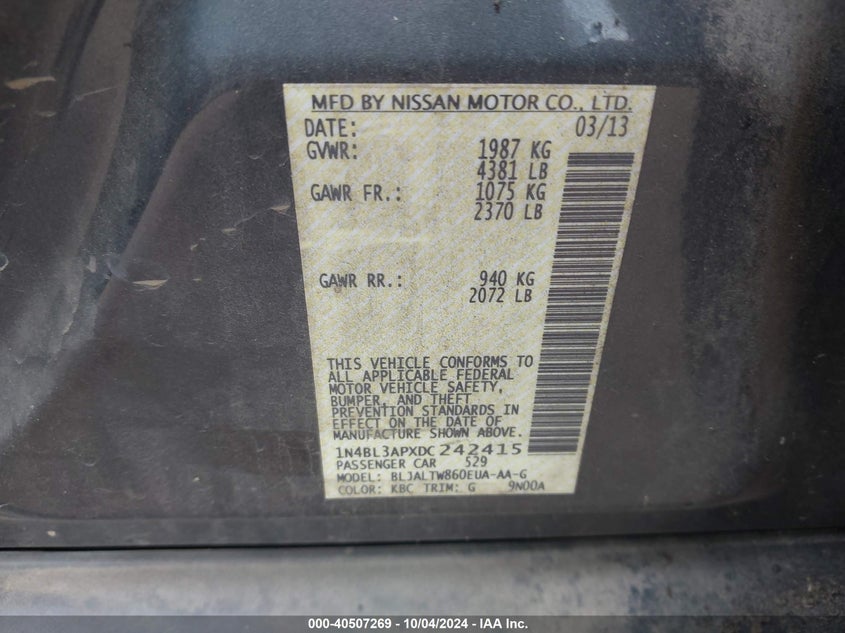 MFD BY NISSAN MOTOR CO., LTD.
DATE: 03/13
GVWR: 1987 KG
4381 LB
GAWR FR.: 1075 KG
2370 LB
GAWR RR.: 940 KG
2072 LB
THIS VEHICLE CONFORMS TO
ALL APPLICABLE FEDERAL
MOTOR VEHICLE SAFETY,
BUMPER, AND THEFT
PREVENTION STANDARDS IN
EFFECT ON THE DATE OF
MANUFACTURE SHOWN ABOVE.
1N4BL3APXDC242415
PASSENGER CAR 529
MODEL: BLJALTW860EUA-AA-G
COLOR: KBC TRIM: G 9N00A
000-40507269 - 10/04/2024 - IAA Inc.